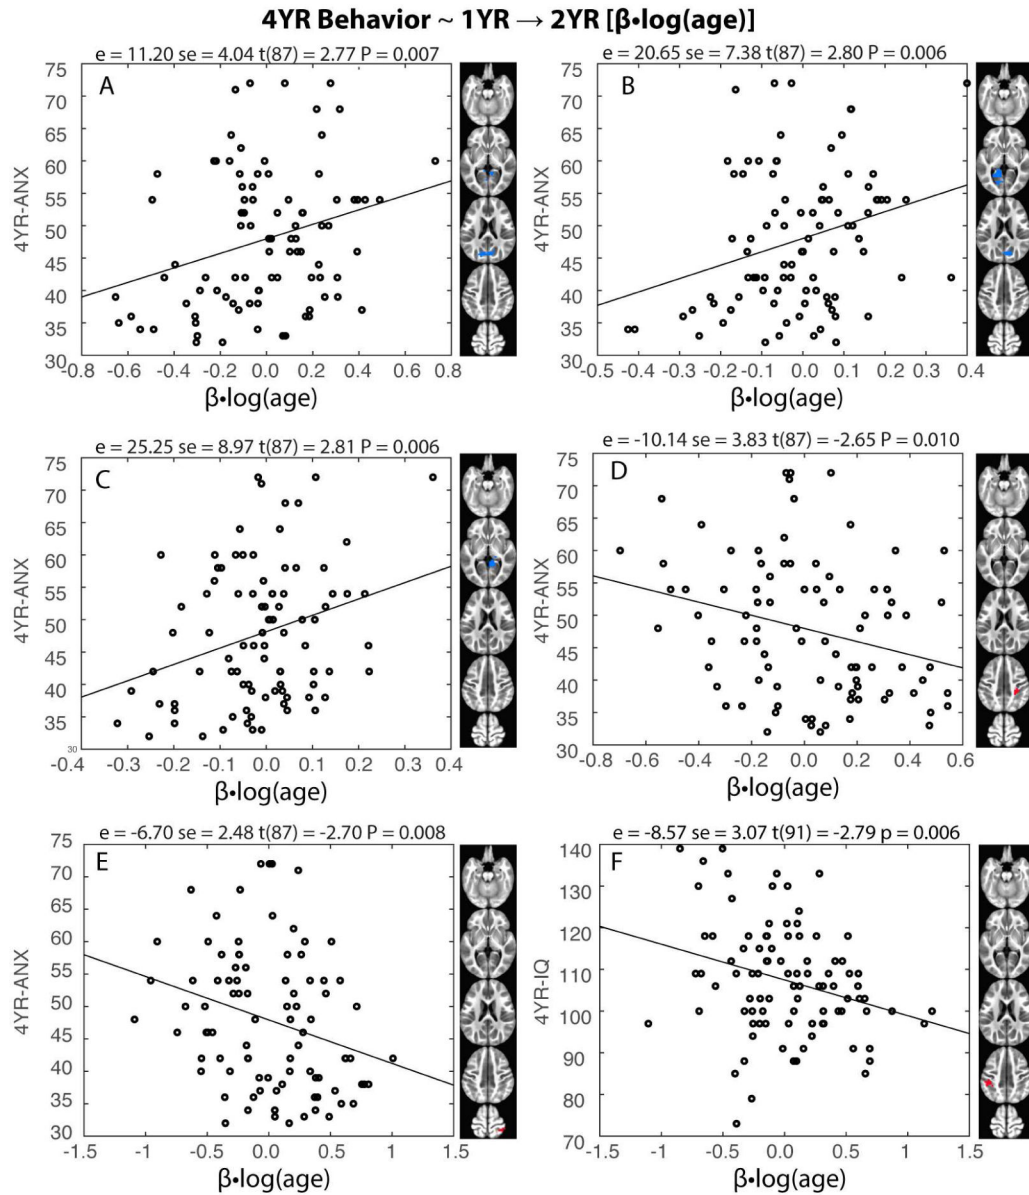 4YR Behavior ~ 1YR → 2YR [β•log(age)]
e = 11.20 se = 4.04 t(87) = 2.77 P = 0.007
A
4YR-ANX
75
70
65
60
55
50
45
40
35
30
-0.8 -0.6 -0.4 -0.2 0.0 0.2 0.4 0.6 0.8
β•log(age)
e = 20.65 se = 7.38 t(87) = 2.80 P = 0.006
B
4YR-ANX
75
70
65
60
55
50
45
40
35
30
-0.5 -0.4 -0.3 -0.2 -0.1 0.0 0.1 0.2 0.3 0.4
β•log(age)
e = 25.25 se = 8.97 t(87) = 2.81 P = 0.006
C
4YR-ANX
75
70
65
60
55
50
45
40
35
30
-0.4 -0.3 -0.2 -0.1 0.0 0.1 0.2 0.3 0.4
β•log(age)
e = -10.14 se = 3.83 t(87) = -2.65 P = 0.010
D
4YR-ANX
75
70
65
60
55
50
45
40
35
30
-0.8 -0.6 -0.4 -0.2 0.0 0.2 0.4 0.6
β•log(age)
e = -6.70 se = 2.48 t(87) = -2.70 P = 0.008
E
4YR-ANX
75
70
65
60
55
50
45
40
35
30
-1.5 -1.0 -0.5 0.0 0.5 1.0 1.5
β•log(age)
e = -8.57 se = 3.07 t(91) = -2.79 p = 0.006
F
4YR-IQ
140
130
120
110
100
90
80
70
-1.5 -1.0 -0.5 0.0 0.5 1.0 1.5
β•log(age)